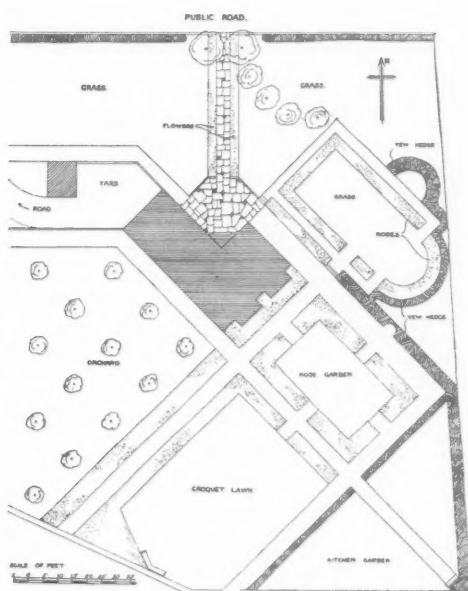 PUBLIC ROAD.
N
GRASS.
GRASS.
FLOWERS
YEW HEDGE
GRASS
YARD
ROSES
ROAD
YEW HEDGE
ORCHARD
ROSE GARDEN
CROQUET LAWN
KITCHEN GARDEN
SCALE OF FEET